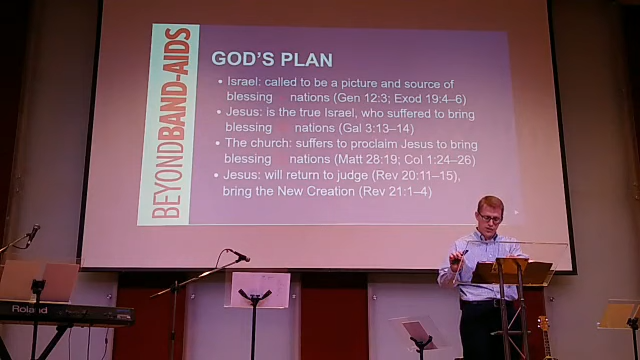 BEYONDBAND-AIDS
GOD'S PLAN
• Israel: called to be a picture and source of
blessing nations (Gen 12:3; Exod 19:4–6)
• Jesus: is the true Israel, who suffered to bring
blessing nations (Gal 3:13–14)
• The church: suffers to proclaim Jesus to bring
blessing nations (Matt 28:19; Col 1:24–26)
• Jesus: will return to judge (Rev 20:11–15),
bring the New Creation (Rev 21:1–4)
Roland